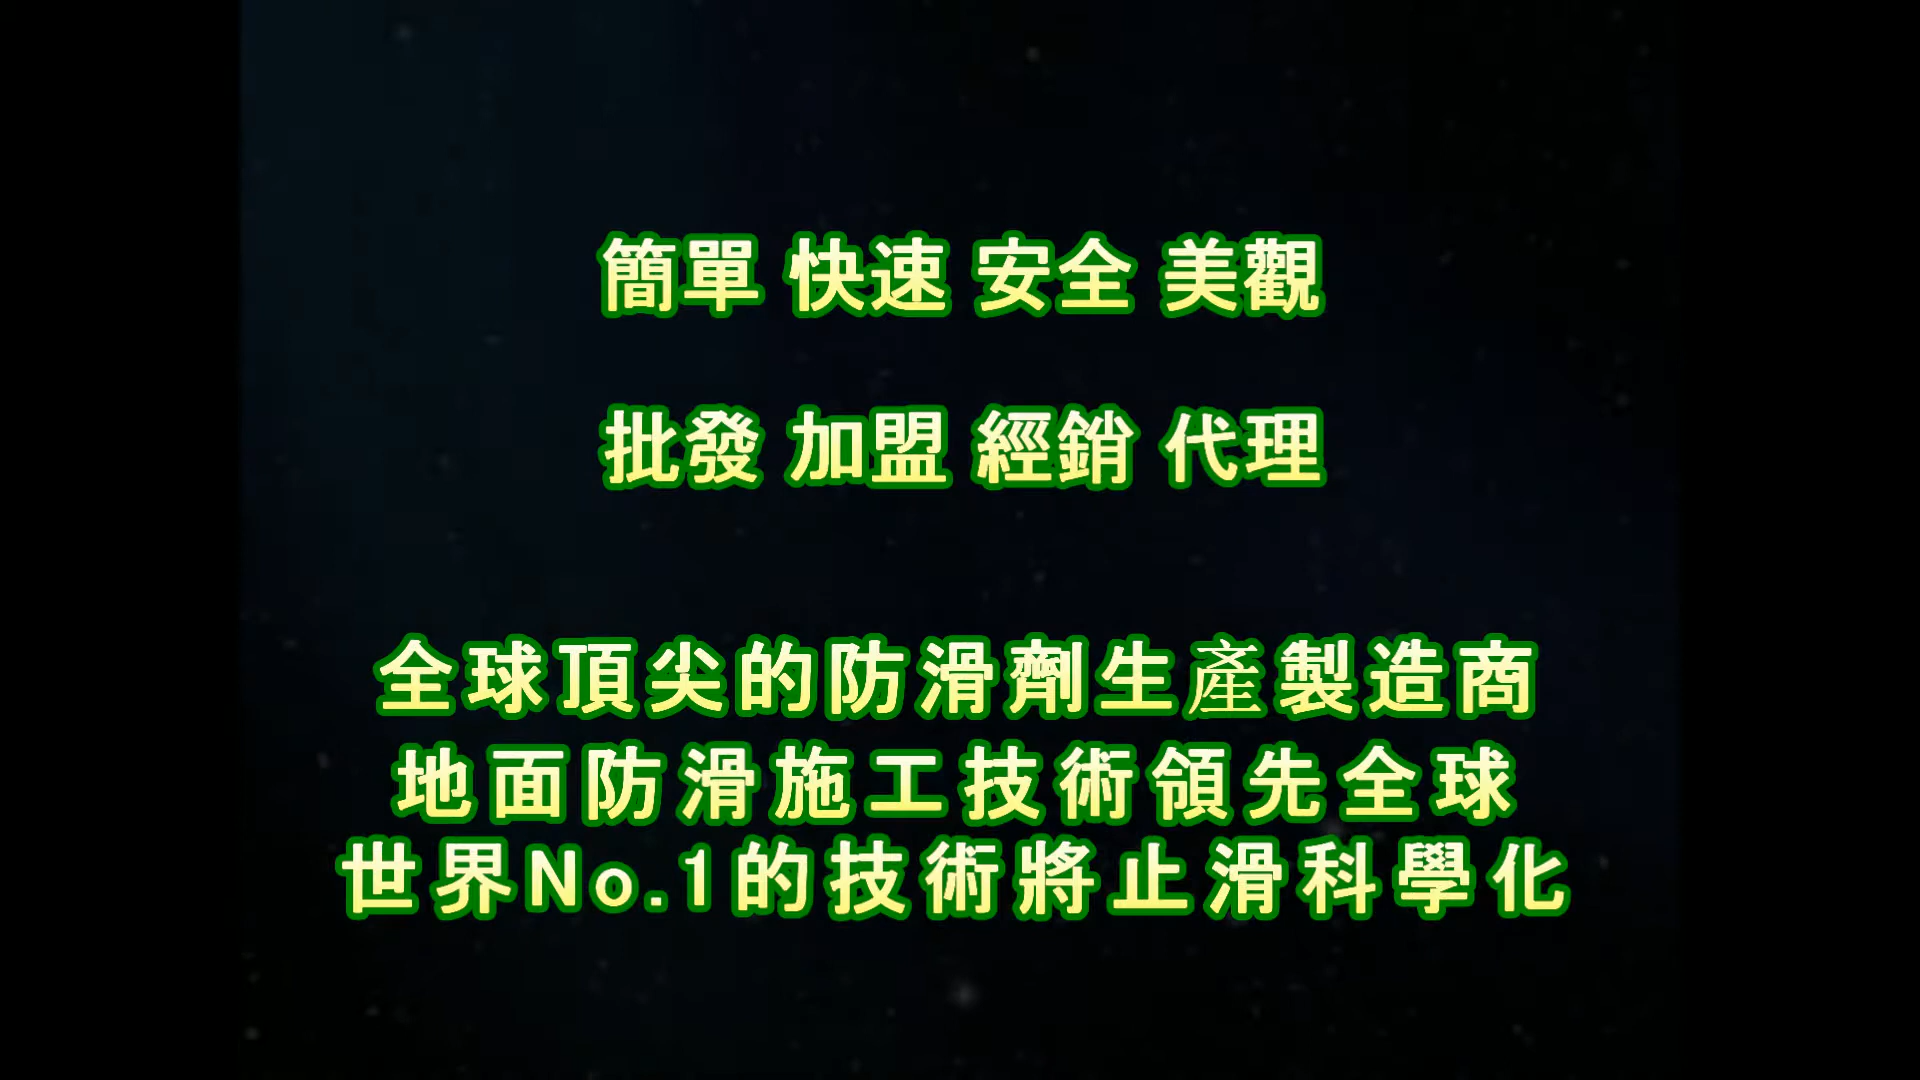 簡單 快速 安全 美觀
批發 加盟 經銷 代理
全球頂尖的防滑劑生產製造商
地面防滑施工技術領先全球
世界No.1的技術將止滑科學化